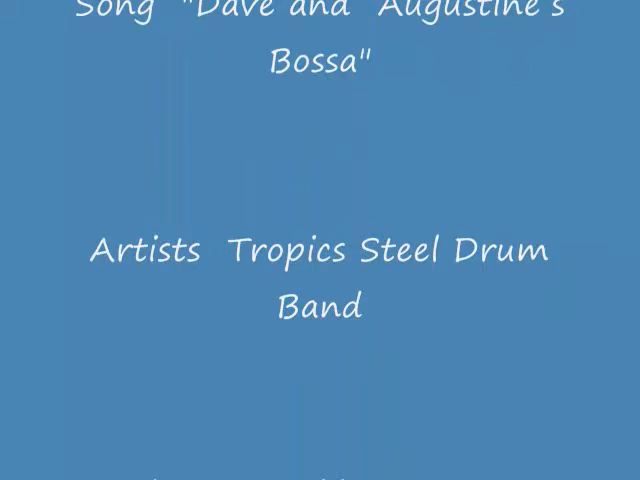 Song "Dave and Augustine's
Bossa"
Artists Tropics Steel Drum
Band